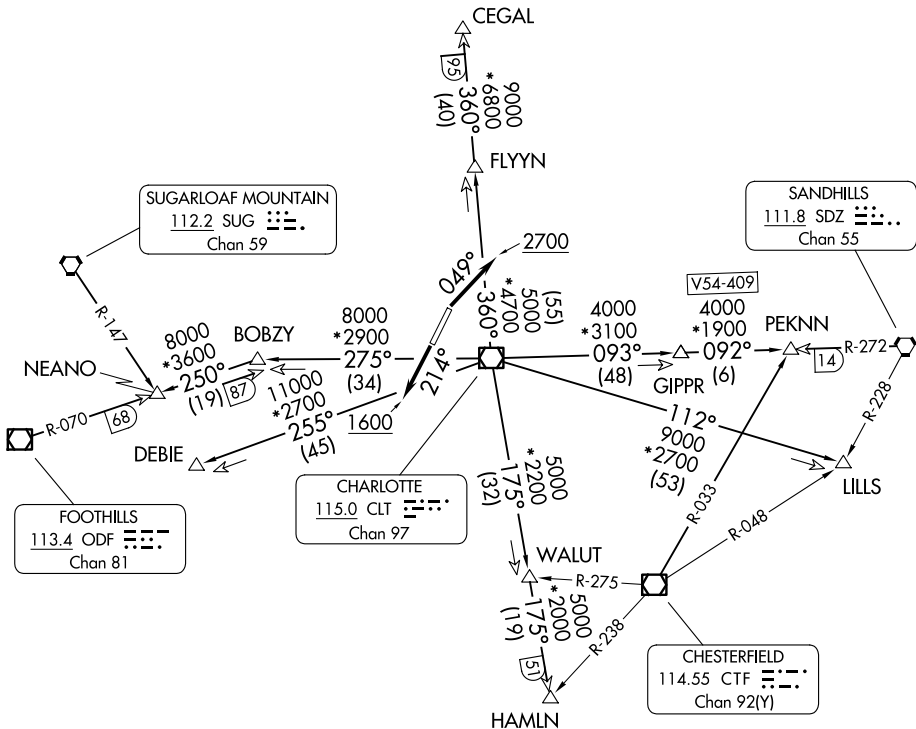 CEGAL
95
360°
(40)
9000
*6800
FLYYN
SUGARLOAF MOUNTAIN
112.2 SUG
Chan 59
SANDHILLS
111.8 SDZ
Chan 55
2700
049°
360°
5000
*4700
(55)
V54-409
R-147
8000
*3600
250°
(19)
BOBZY
8000
*2900
275°
(34)
4000
*3100
093°
(48)
4000
*1900
092°
(6)
PEKNN
R-272
14
NEANO
87
GIPPR
R-228
214°
R-070
68
11000
*2700
255°
(45)
1600
112°
9000
*2700
(53)
DEBIE
LILLS
FOOTHILLS
113.4 ODF
Chan 81
CHARLOTTE
115.0 CLT
Chan 97
5000
*2200
175°
(32)
R-033
R-048
WALUT
R-275
5000
*2000
175°
(19)
51
R-238
HAMLN
CHESTERFIELD
114.55 CTF
Chan 92(Y)